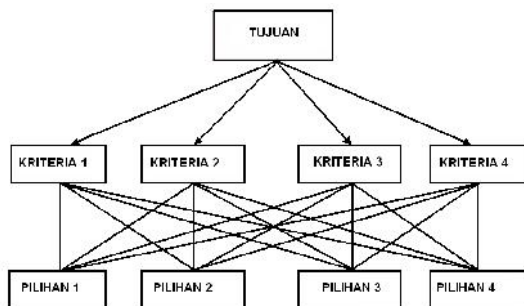 TUJUAN
KRITERIA 1
KRITERIA 2
KRITERIA 3
KRITERIA 4
PILIHAN 1
PILIHAN 2
PILIHAN 3
PILIHAN 4